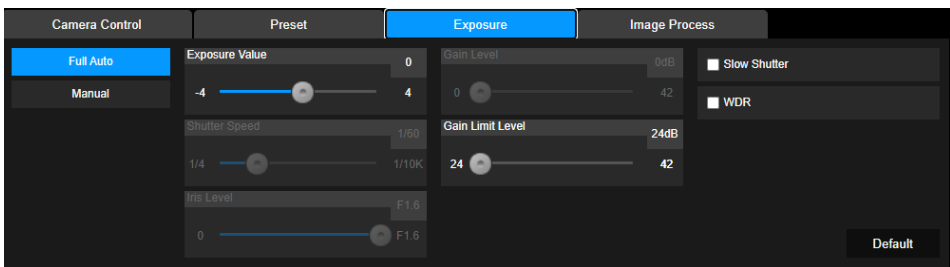 Camera Control Preset Exposure Image Process
Full Auto
Manual
Exposure Value 0
-4 4
Shutter Speed 1/60
1/4 1/10K
Iris Level F1.6
0 F1.6
Gain Level 0dB
0 42
Gain Limit Level 24dB
24 42
Slow Shutter
WDR
Default